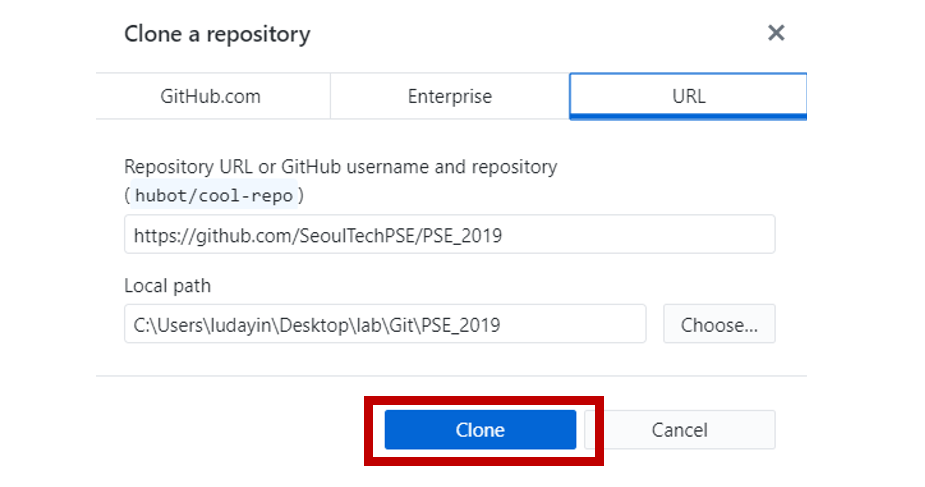 Clone a repository
GitHub.com
Enterprise
URL
Repository URL or GitHub username and repository
(hubot/cool-repo)
https://github.com/SeoulTechPSE/PSE_2019
Local path
C:\Users\ludayin\Desktop\lab\Git\PSE_2019
Choose...
Clone
Cancel